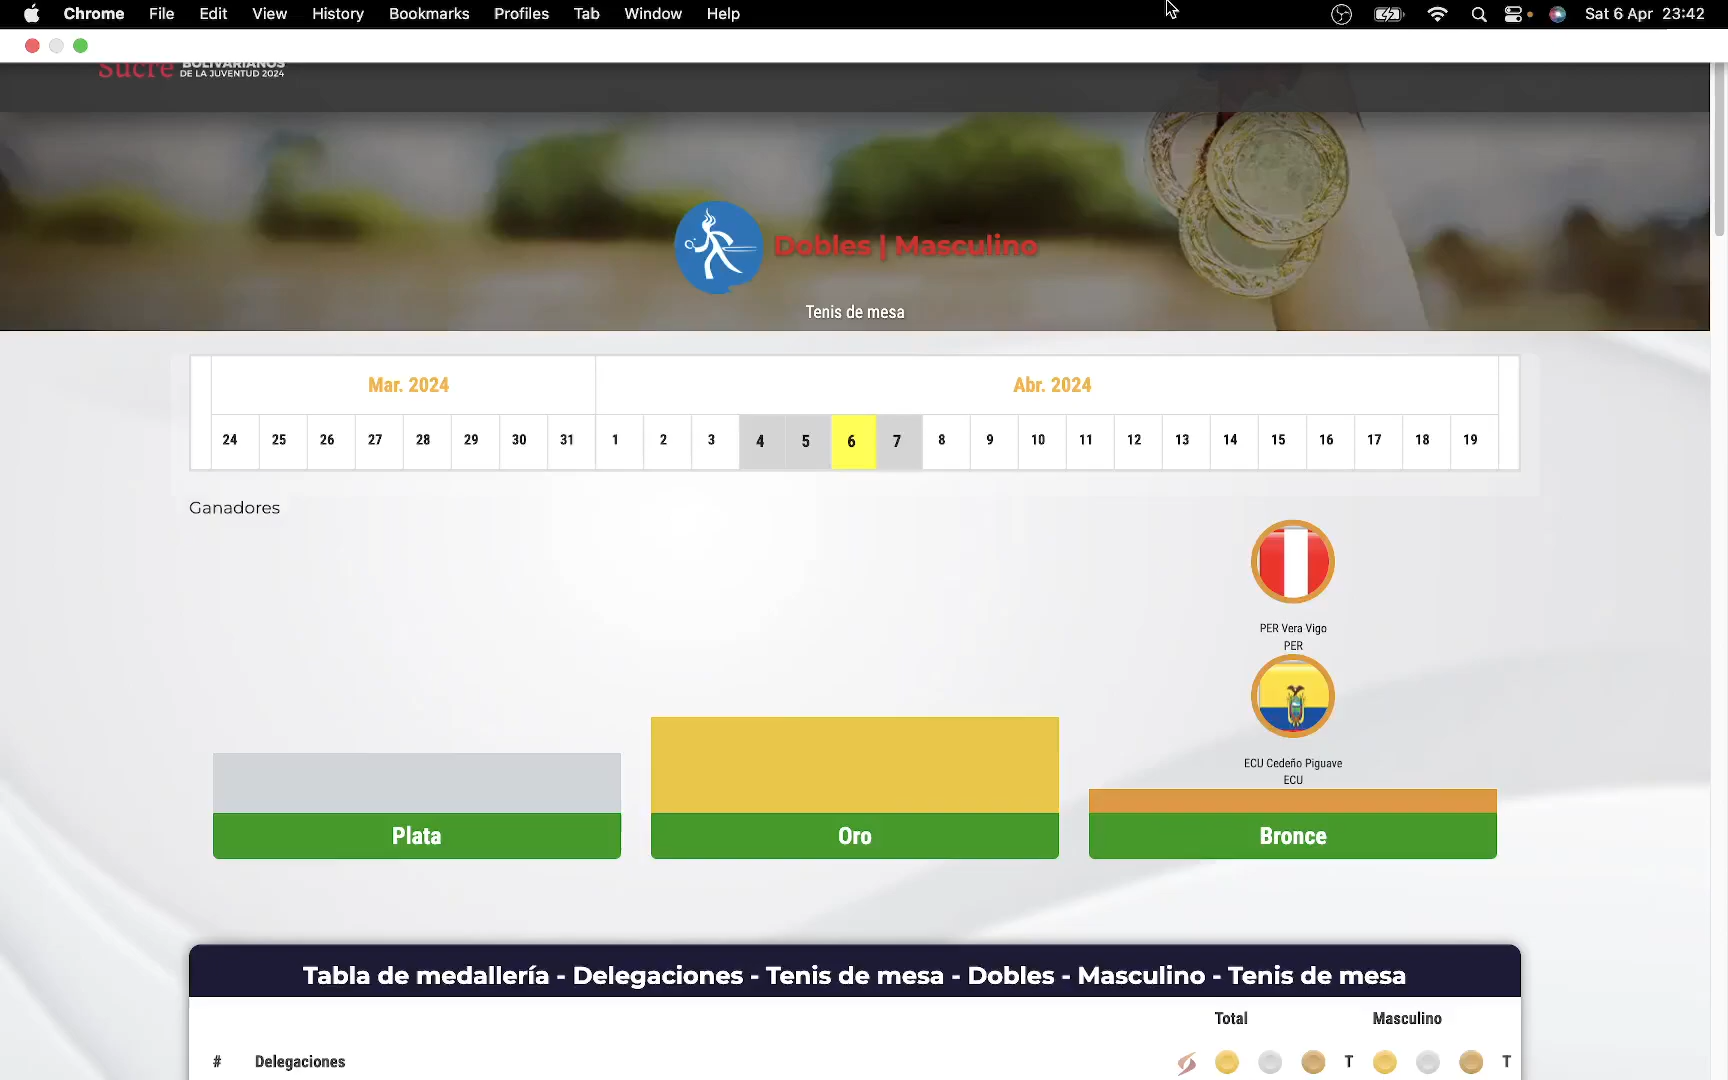 Chrome File Edit View History Bookmarks Profiles Tab Window Help Sat 6 Apr 23:42
Sucre BOLIVARIANOS
DE LA JUVENTUD 2024
Dobles | Masculino
Tenis de mesa
Mar. 2024 Abr. 2024
24 25 26 27 28 29 30 31 1 2 3 4 5 6 7 8 9 10 11 12 13 14 15 16 17 18 19
Ganadores
PER Vera Vigo
PER
ECU Cedeño Piguave
ECU
Plata Oro Bronce
Tabla de medallería - Delegaciones - Tenis de mesa - Dobles - Masculino - Tenis de mesa
Total Masculino
# Delegaciones T T